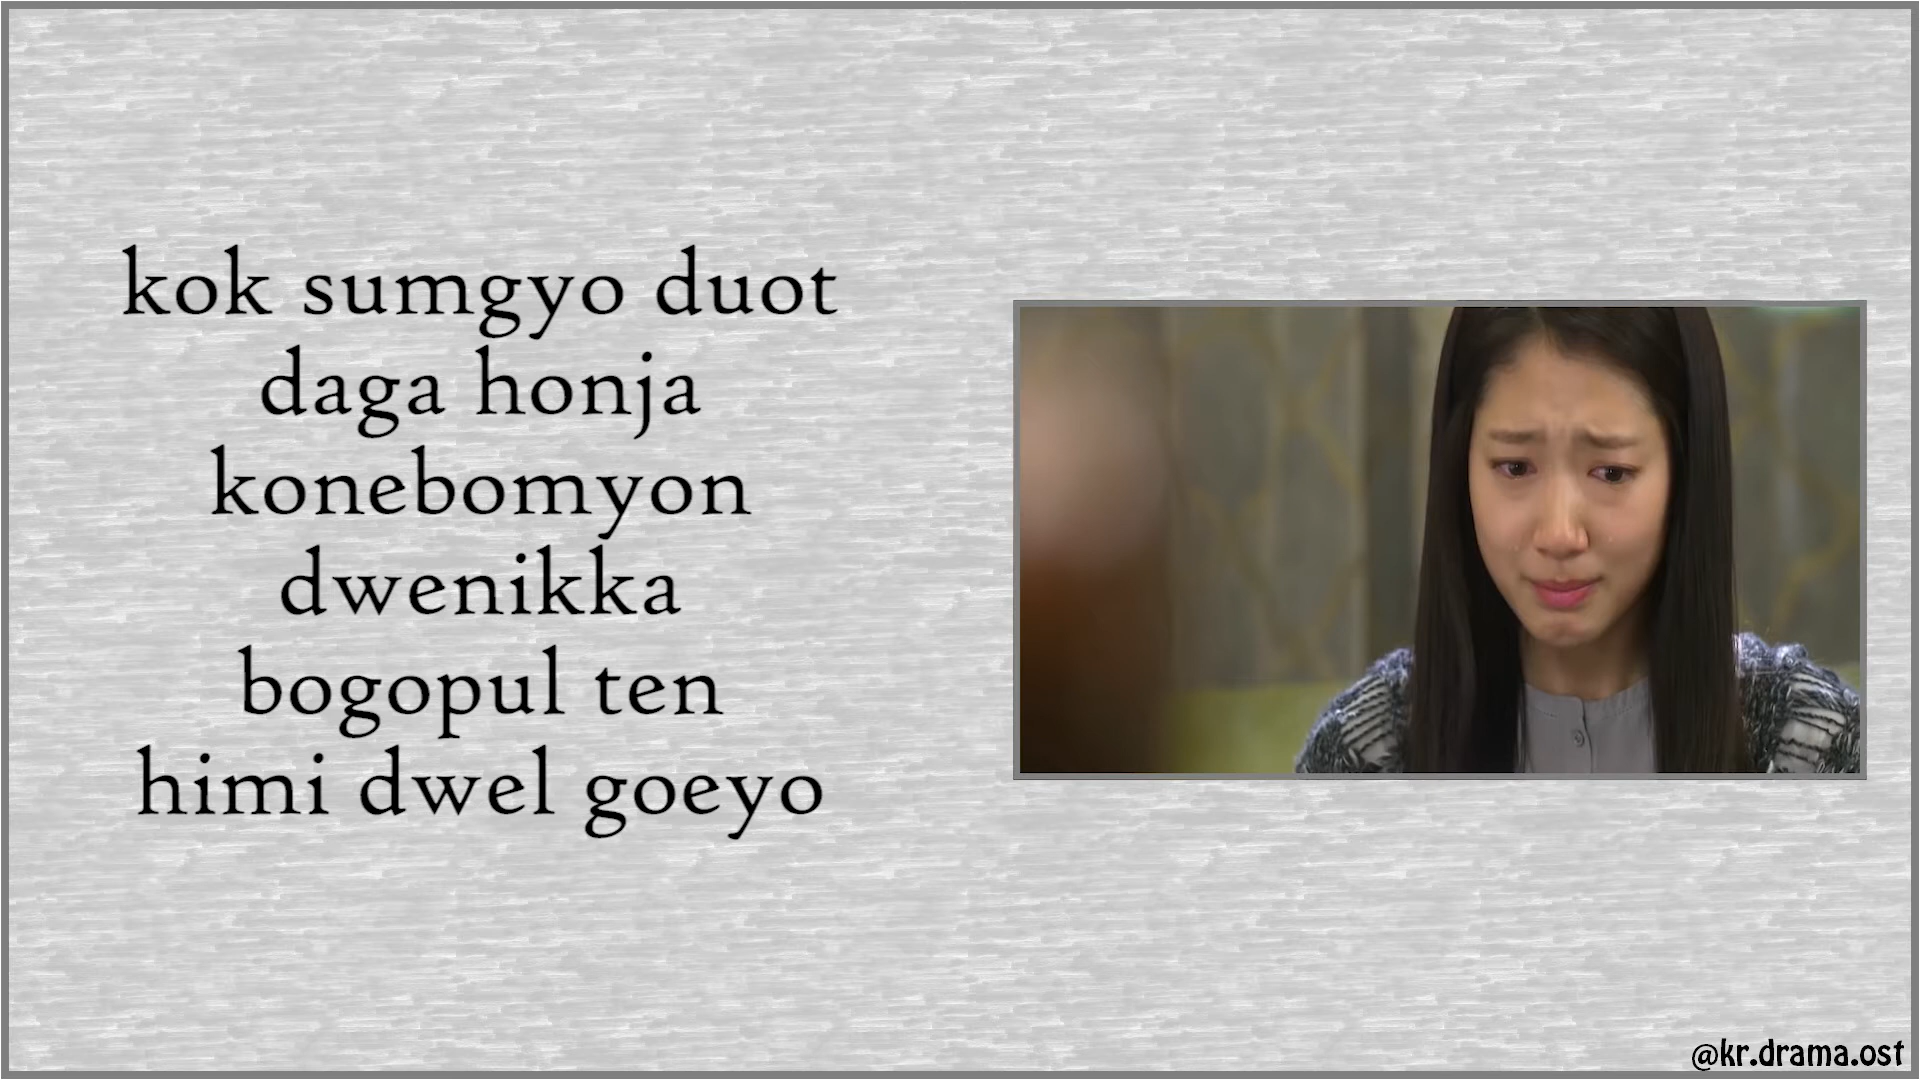 kok sumgyo duot
daga honja
konebomyon
dwenikka
bogopul ten
himi dwel goeyo
@kr.drama.ost